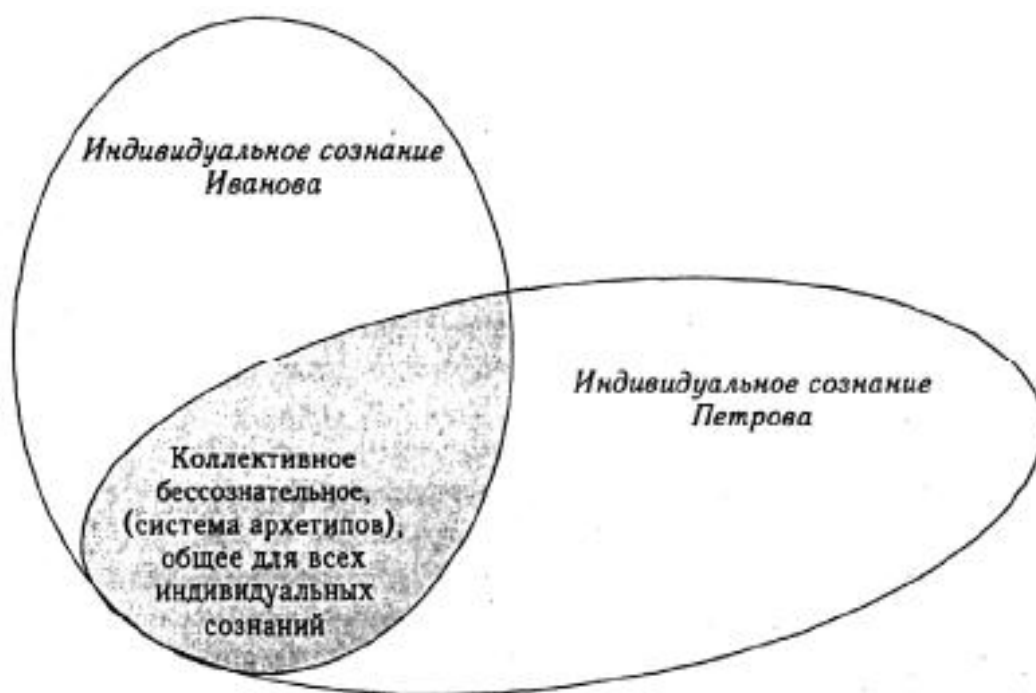 Индивидуальное сознание
Иванова
Индивидуальное сознание
Петрова
Коллективное
бессознательное,
(система архетипов),
общее для всех
индивидуальных
сознаний